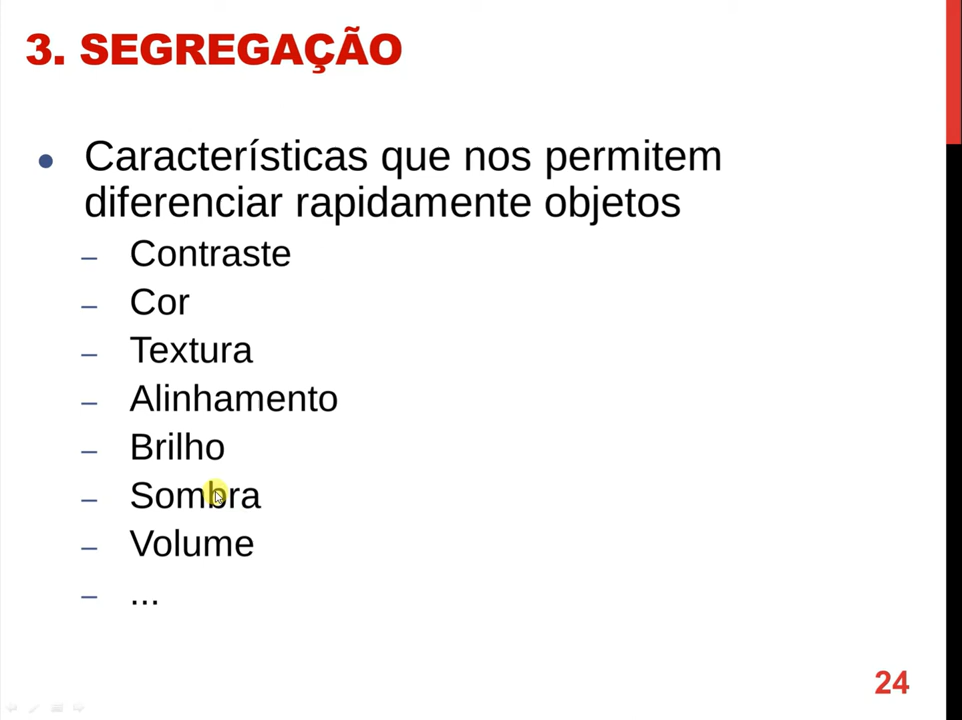 3. SEGREGAÇÃO
● Características que nos permitem
diferenciar rapidamente objetos
– Contraste
– Cor
– Textura
– Alinhamento
– Brilho
– Sombra
– Volume
– ...
24